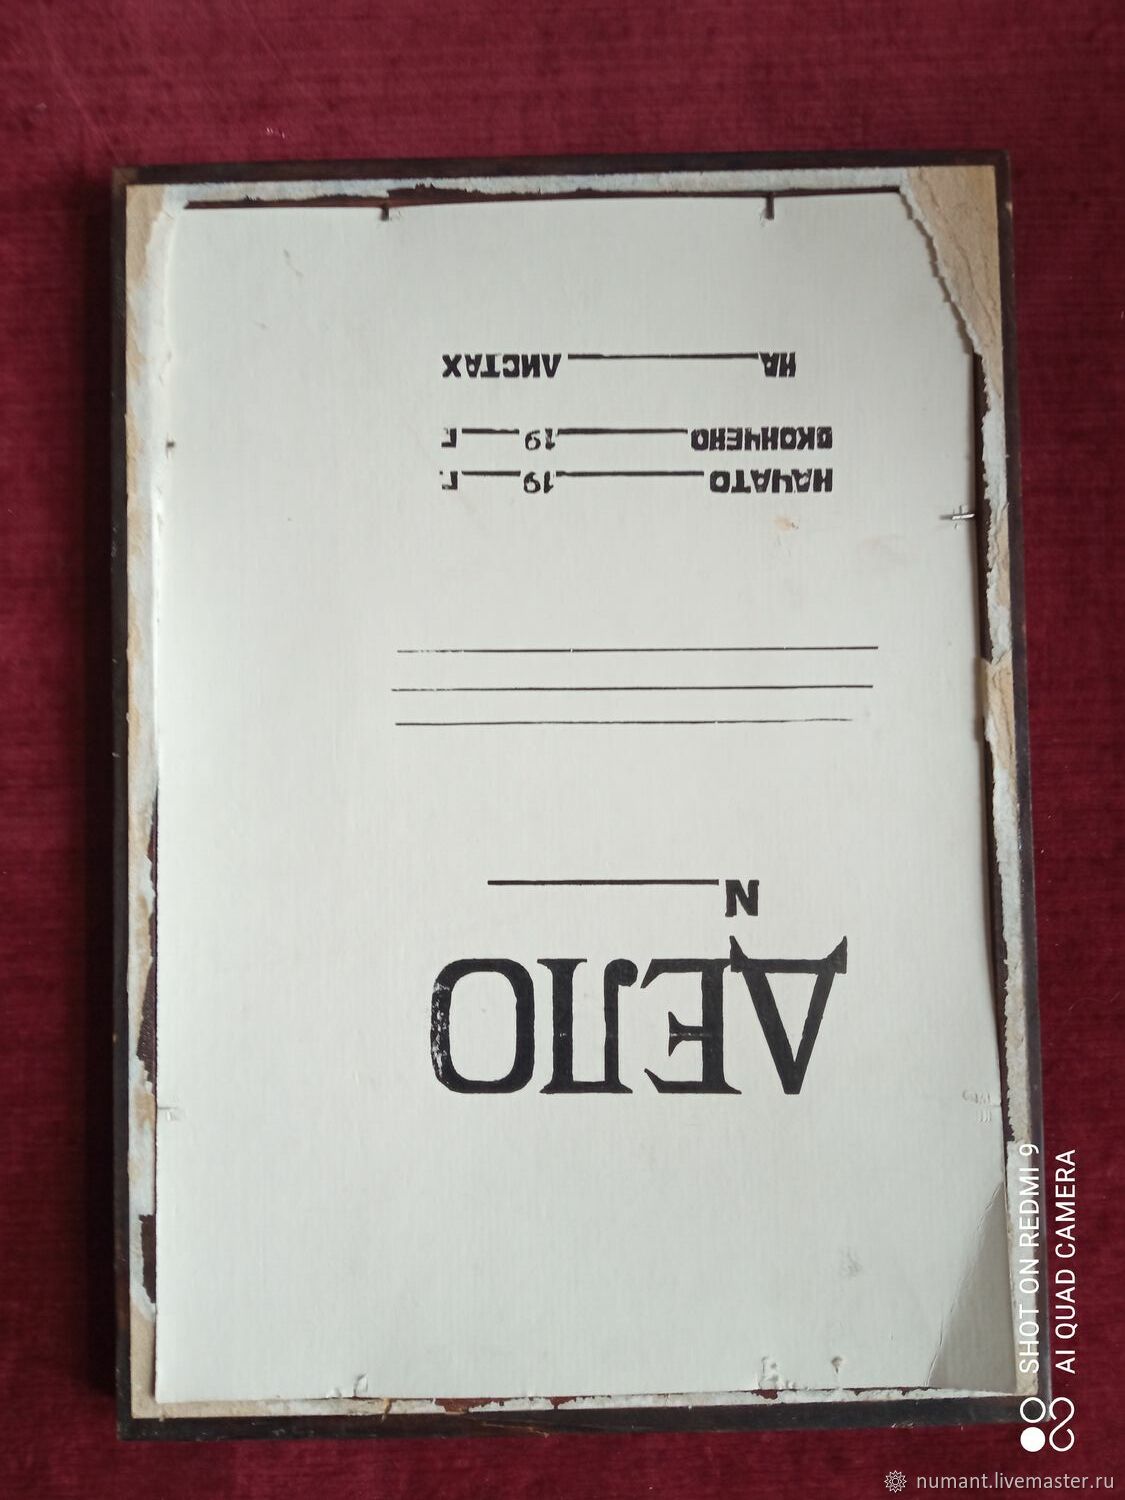 ДЕЛО
N
НАЧАТО 19 г.
ОКОНЧЕНО 19 г
НА ЛИСТАХ
SHOT ON REDMI 9
AI QUAD CAMERA
numant.livemaster.ru